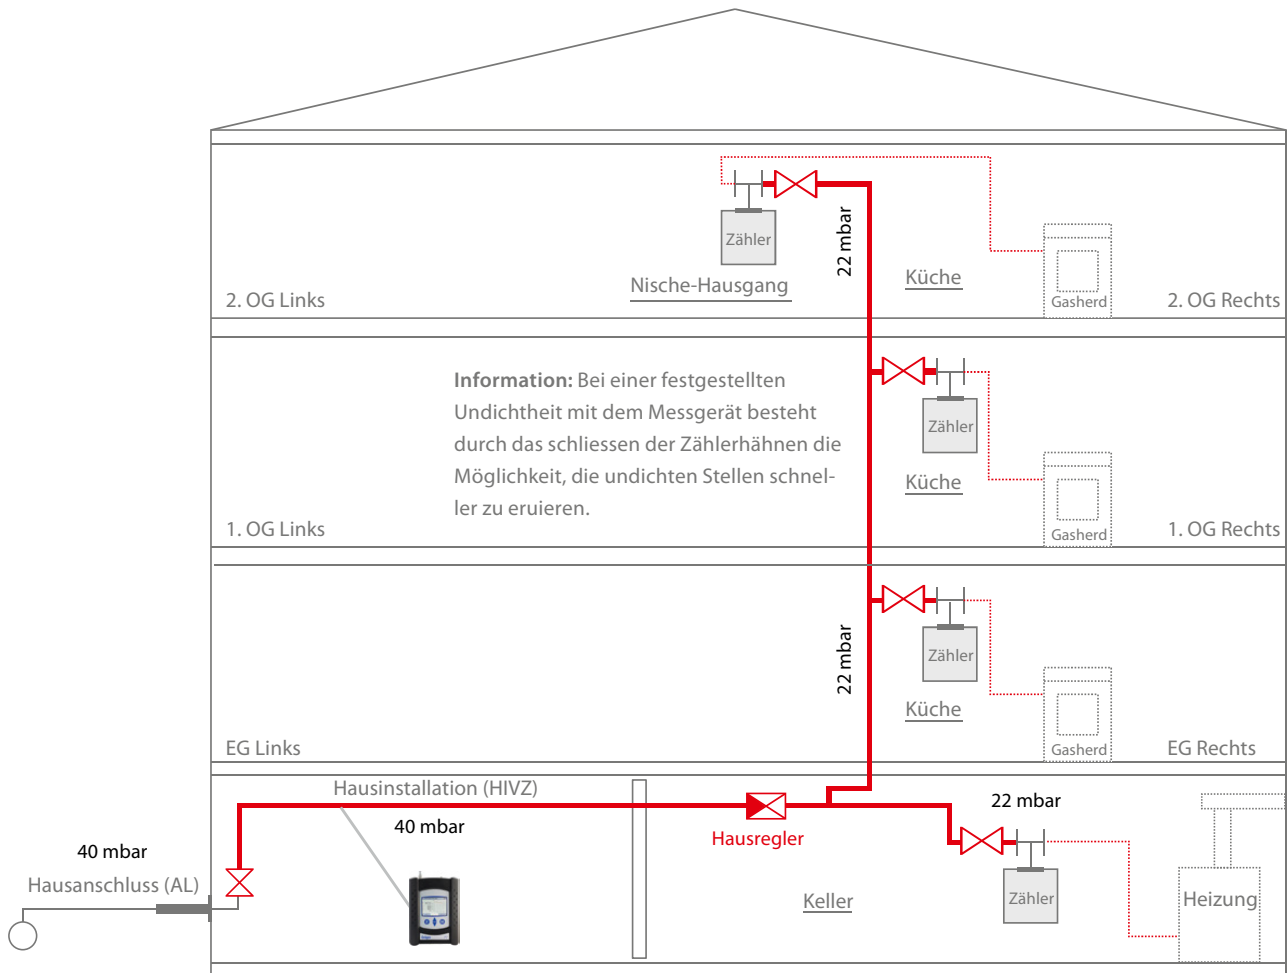 Zähler
22 mbar
Nische-Hausgang
Küche
Gasherd
2. OG Links
2. OG Rechts
Information: Bei einer festgestellten
Undichtheit mit dem Messgerät besteht
durch das schliessen der Zählerhähnen die
Möglichkeit, die undichten Stellen schnel-
ler zu eruieren.
Zähler
Küche
Gasherd
1. OG Links
1. OG Rechts
22 mbar
Zähler
Küche
Gasherd
EG Links
EG Rechts
Hausinstallation (HIVZ)
40 mbar
Hausregler
22 mbar
40 mbar
Hausanschluss (AL)
Keller
Zähler
Heizung